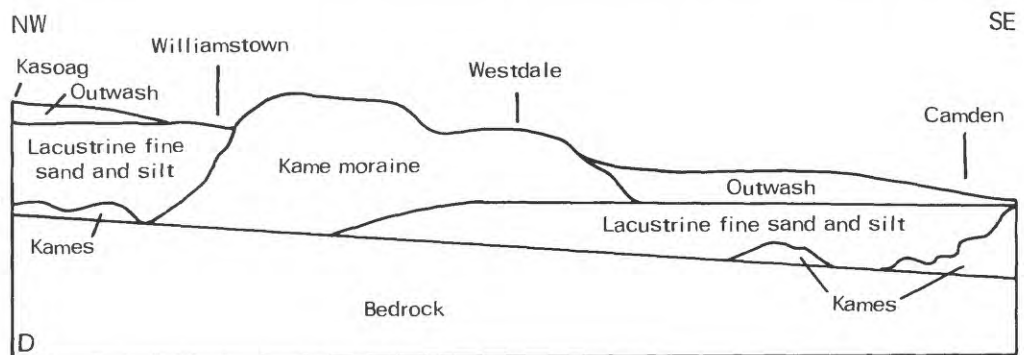 NW
SE
Williamstown
Kasoag
Westdale
Outwash
Camden
Lacustrine fine
sand and silt
Kame moraine
Outwash
Lacustrine fine sand and silt
Kames
Kames
Bedrock
D